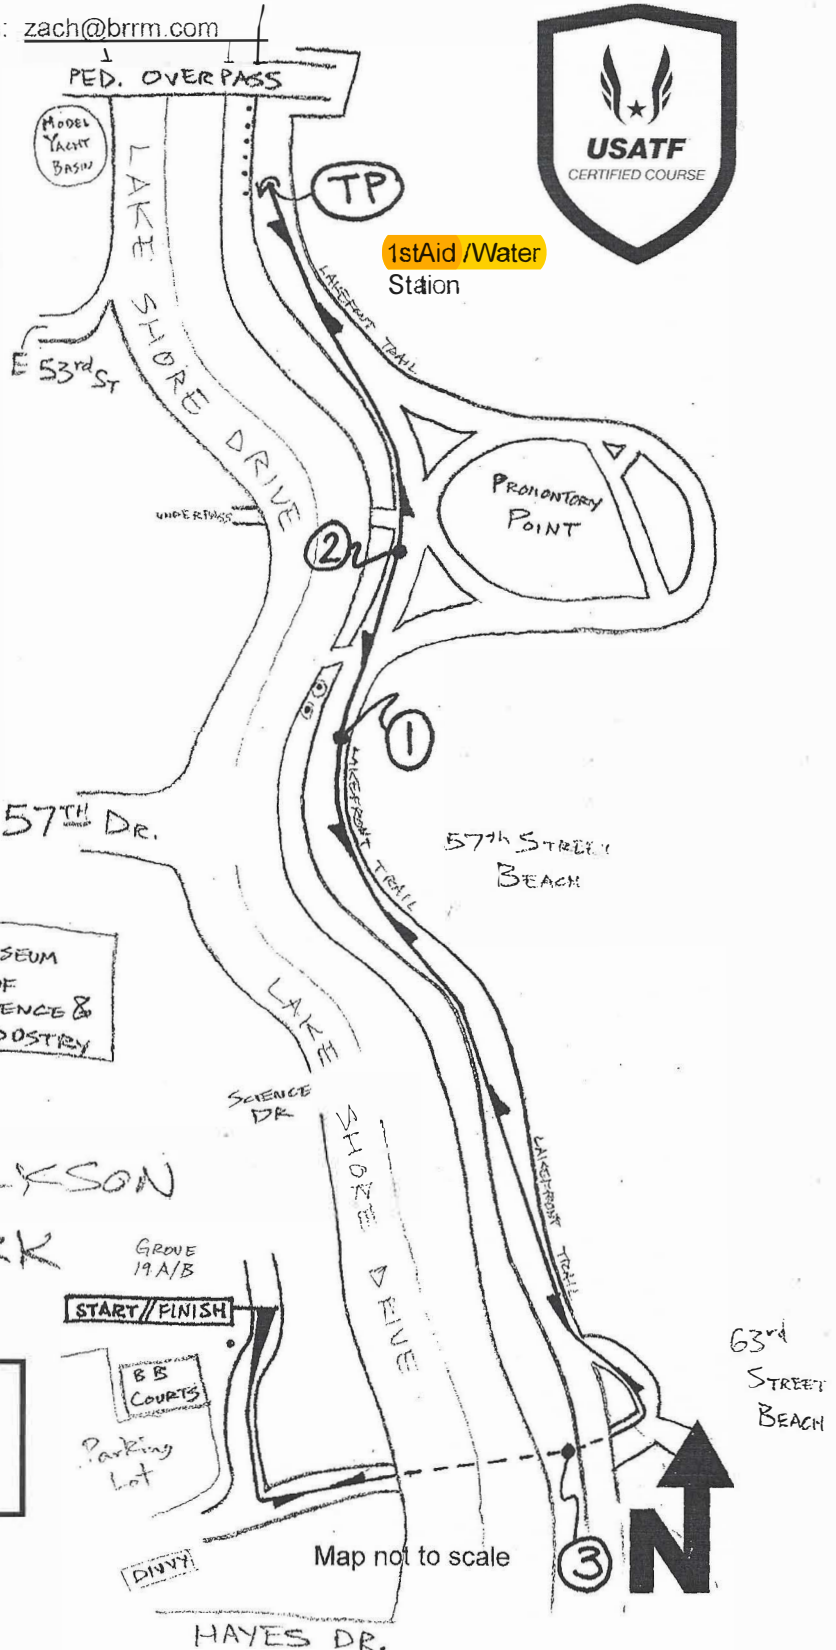 : zach@brrm.com
PED. OVERPASS
MODEL
YACHT
BASIN
USATF
CERTIFIED COURSE
LAKE SHORE DRIVE
TP
1stAid /Water
Staion
LAKEFRONT TRAIL
E 53rd ST
UNDERPASS
PROMONTORY
POINT
2
1
57TH DR.
LAKEFRONT TRAIL
57th STREET
BEACH
SEUM
OF
ENCE &
DUSTRY
LAKE SHORE DRIVE
SCIENCE
DR
KSON
RK
LAKEFRONT TRAIL
GROVE
19 A/B
START//FINISH
BB
COURTS
Parking
Lot
63rd
STREET
BEACH
DIVVY
Map not to scale
3
N
HAYES DR.